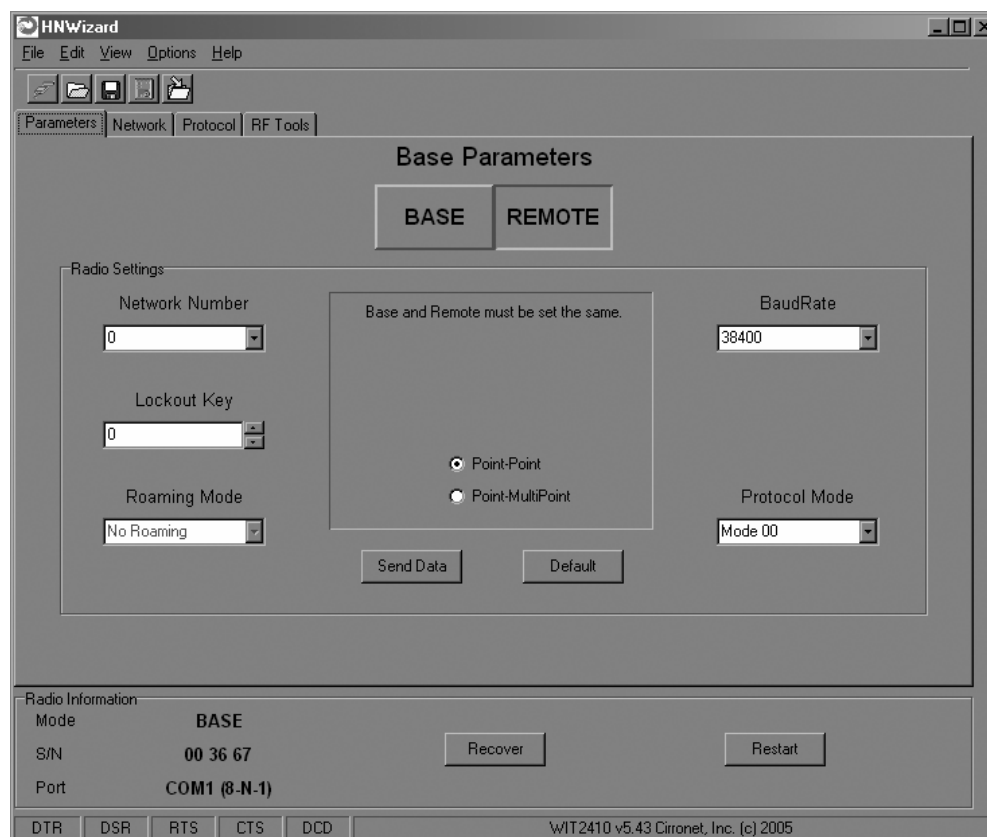 HNWizard
File Edit View Options Help
Parameters Network Protocol RF Tools
Base Parameters
BASE REMOTE
Radio Settings
Network Number
0
Lockout Key
0
Roaming Mode
No Roaming
Base and Remote must be set the same.
Point-Point
Point-MultiPoint
Send Data Default
BaudRate
38400
Protocol Mode
Mode 00
Radio Information
Mode BASE
S/N 00 36 67
Port COM1 (8-N-1)
Recover Restart
DTR DSR RTS CTS DCD WIT2410 v5.43 Cirronet, Inc. (c) 2005